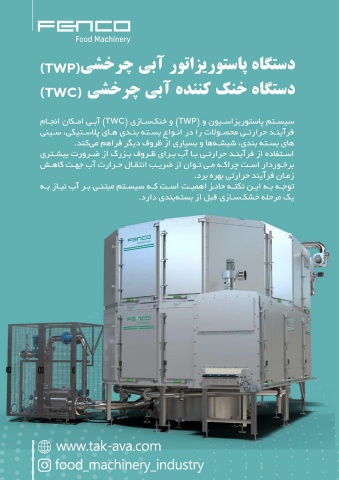 FENCO
Food Machinery
دستگاه پاستوریزاتور آبی چرخشی(TWP)
دستگاه خنک کننده آبی چرخشی (TWC)
سیستم پاستوریزاسیون و (TWP) و خنک‌سازی (TWC) آبی امکان انجام
فرآیند حرارتی محصولات را در انواع بسته بندی های پلاستیکی، سینی
های بسته بندی، شیشه‌ها و بسیاری از ظروف دیگر فراهم می‌کند.
استفاده از فرآیند حرارتی با آب برای ظروف بزرگ از ضرورت بیشتری
برخوردار است چراکه می توان از ضریب انتقال حرارت آب جهت کاهش
زمان فرآیند حرارتی بهره برد.
توجه به این نکته حائز اهمیت است که سیستم مبتنی بر آب نیاز به
یک مرحله خشک‌سازی قبل از بسته‌بندی دارد.
FENCO
www.tak-ava.com
food_machinery_industry